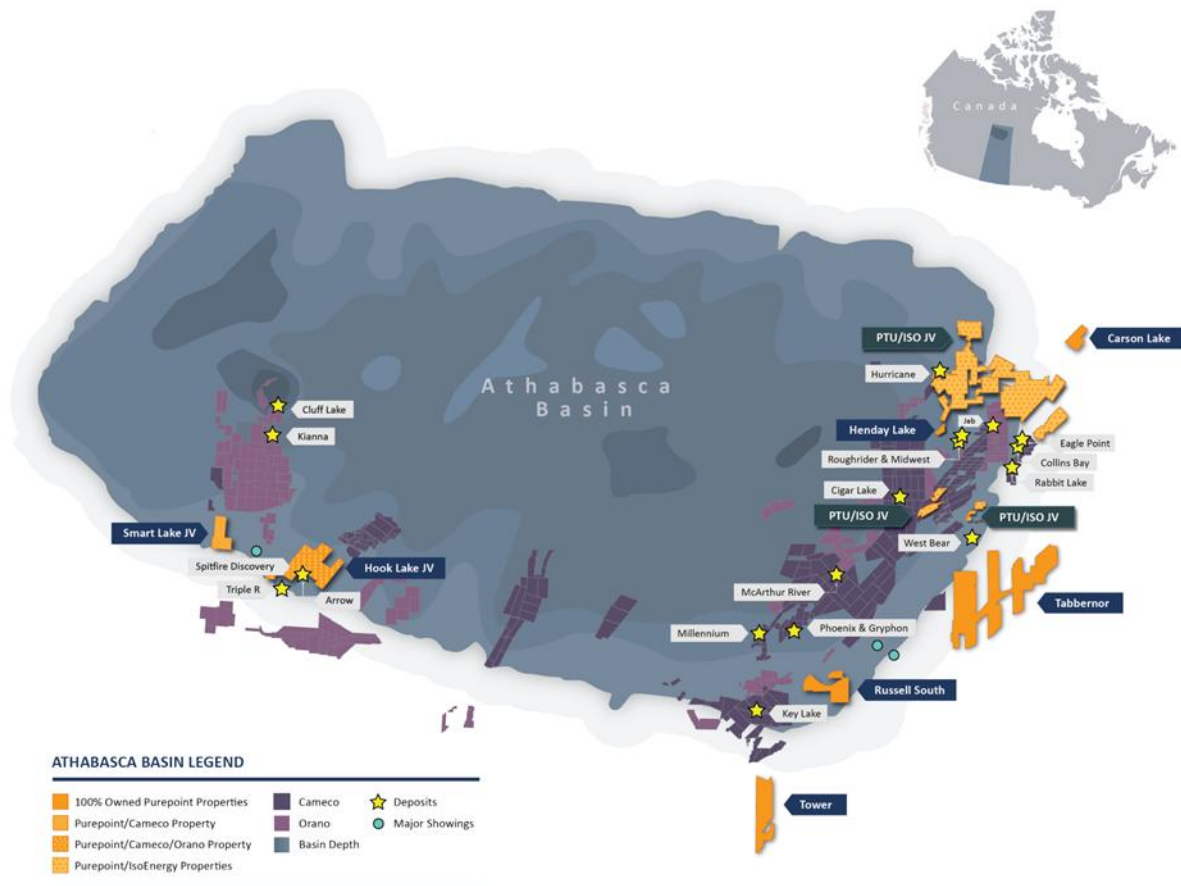 Canada
PTU/ISO JV
Carson Lake
Hurricane
Athabasca
Basin
Cluff Lake
Jeb
Henday Lake
Kianna
Eagle Point
Roughrider & Midwest
Collins Bay
Rabbit Lake
Cigar Lake
PTU/ISO JV
PTU/ISO JV
Smart Lake JV
West Bear
Spitfire Discovery
Hook Lake JV
Triple R
Arrow
McArthur River
Tabbernor
Millennium
Phoenix & Gryphon
Russell South
Key Lake
ATHABASCA BASIN LEGEND
100% Owned Purepoint Properties
Purepoint/Cameco Property
Purepoint/Cameco/Orano Property
Purepoint/IsoEnergy Properties
Cameco
Orano
Basin Depth
Deposits
Major Showings
Tower